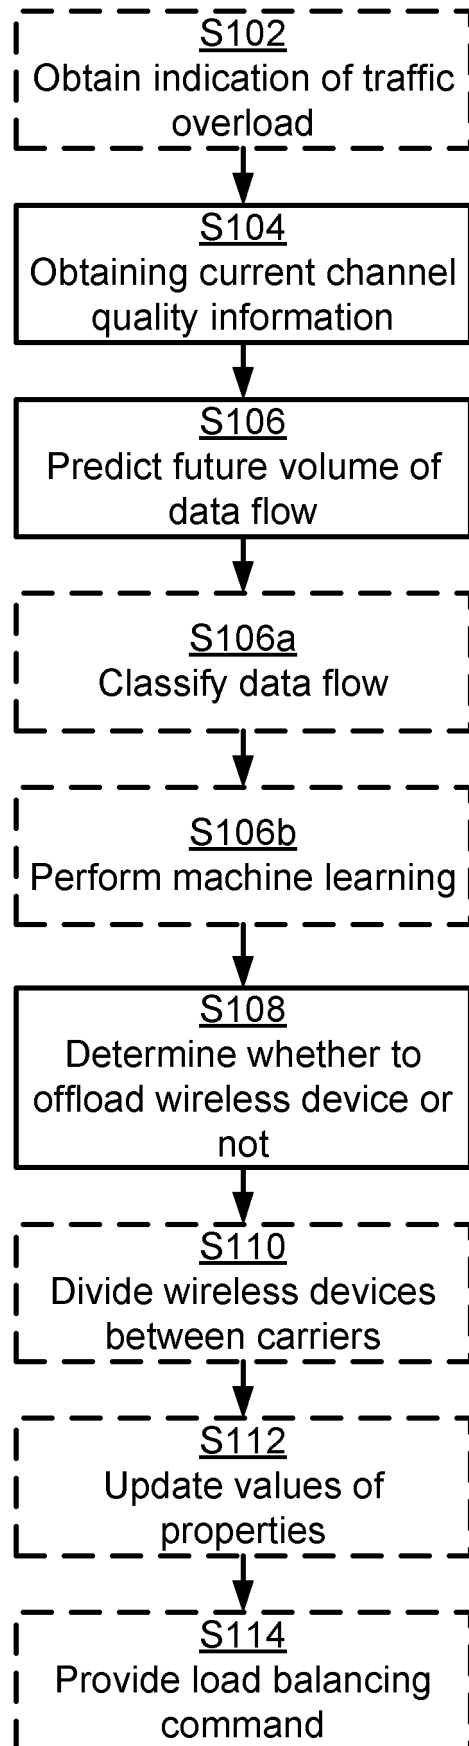 S102
Obtain indication of traffic
overload
S104
Obtaining current channel
quality information
S106
Predict future volume of
data flow
S106a
Classify data flow
S106b
Perform machine learning
S108
Determine whether to
offload wireless device or
not
S110
Divide wireless devices
between carriers
S112
Update values of
properties
S114
Provide load balancing
command